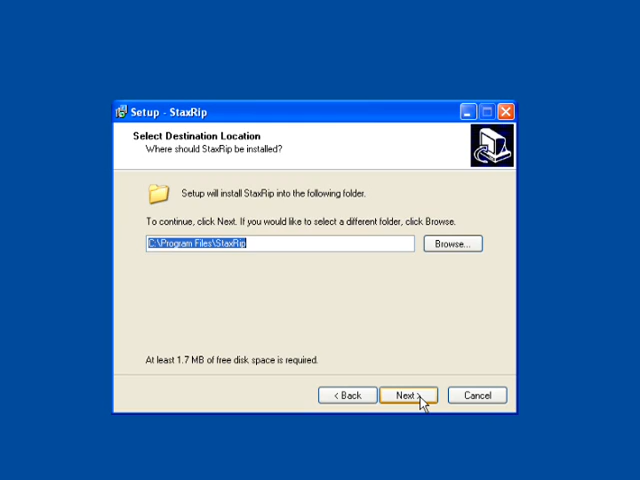 Setup - StaxRip
Select Destination Location
Where should StaxRip be installed?
Setup will install StaxRip into the following folder.
To continue, click Next. If you would like to select a different folder, click Browse.
C:\Program Files\StaxRip
Browse...
At least 1.7 MB of free disk space is required.
< Back
Next >
Cancel